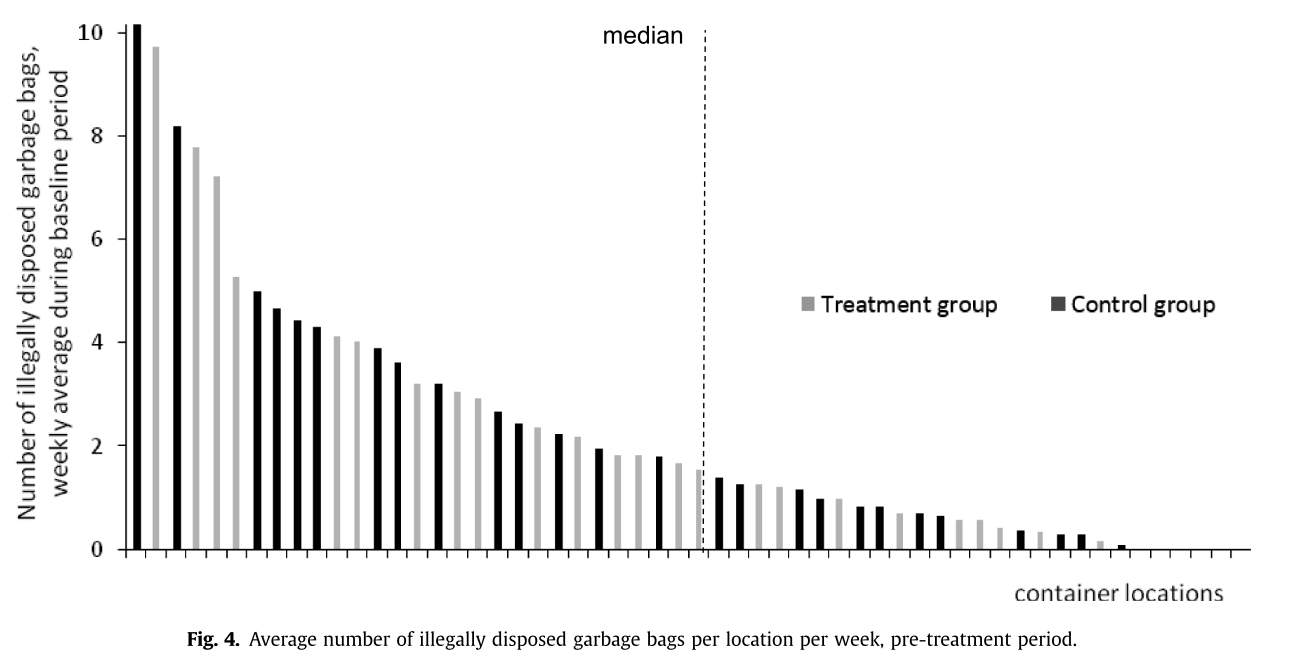 median
Number of illegally disposed garbage bags,
weekly average during baseline period
10
8
6
4
2
0
Treatment group Control group
container locations
Fig. 4. Average number of illegally disposed garbage bags per location per week, pre-treatment period.